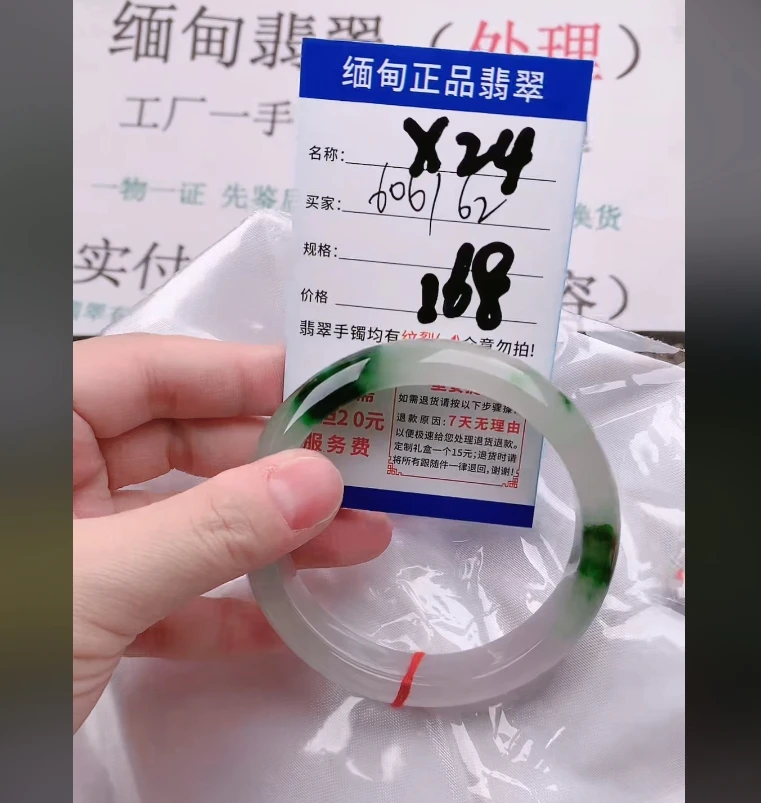 缅甸翡翠（处理）
工厂一手
一物一证 先鉴后
换货
实付
容）
缅甸正品翡翠
名称: X24
买家: 6061 62
规格:
价格 168
翡翠手镯均有纹裂 介意勿拍!
20元
服务费
如需退货请按以下步骤操
退款原因:7天无理由
以便极速给您处理退货退款。
定制礼盒一个15元;退货时请
将所有跟随件一律退回,谢谢!